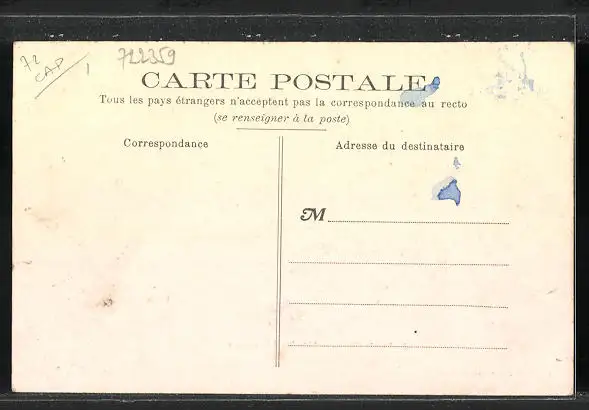 72
CAP
722359
CARTE POSTALE
Tous les pays étrangers n'acceptent pas la correspondance au recto
(se renseigner à la poste)
Correspondance
Adresse du destinataire
M